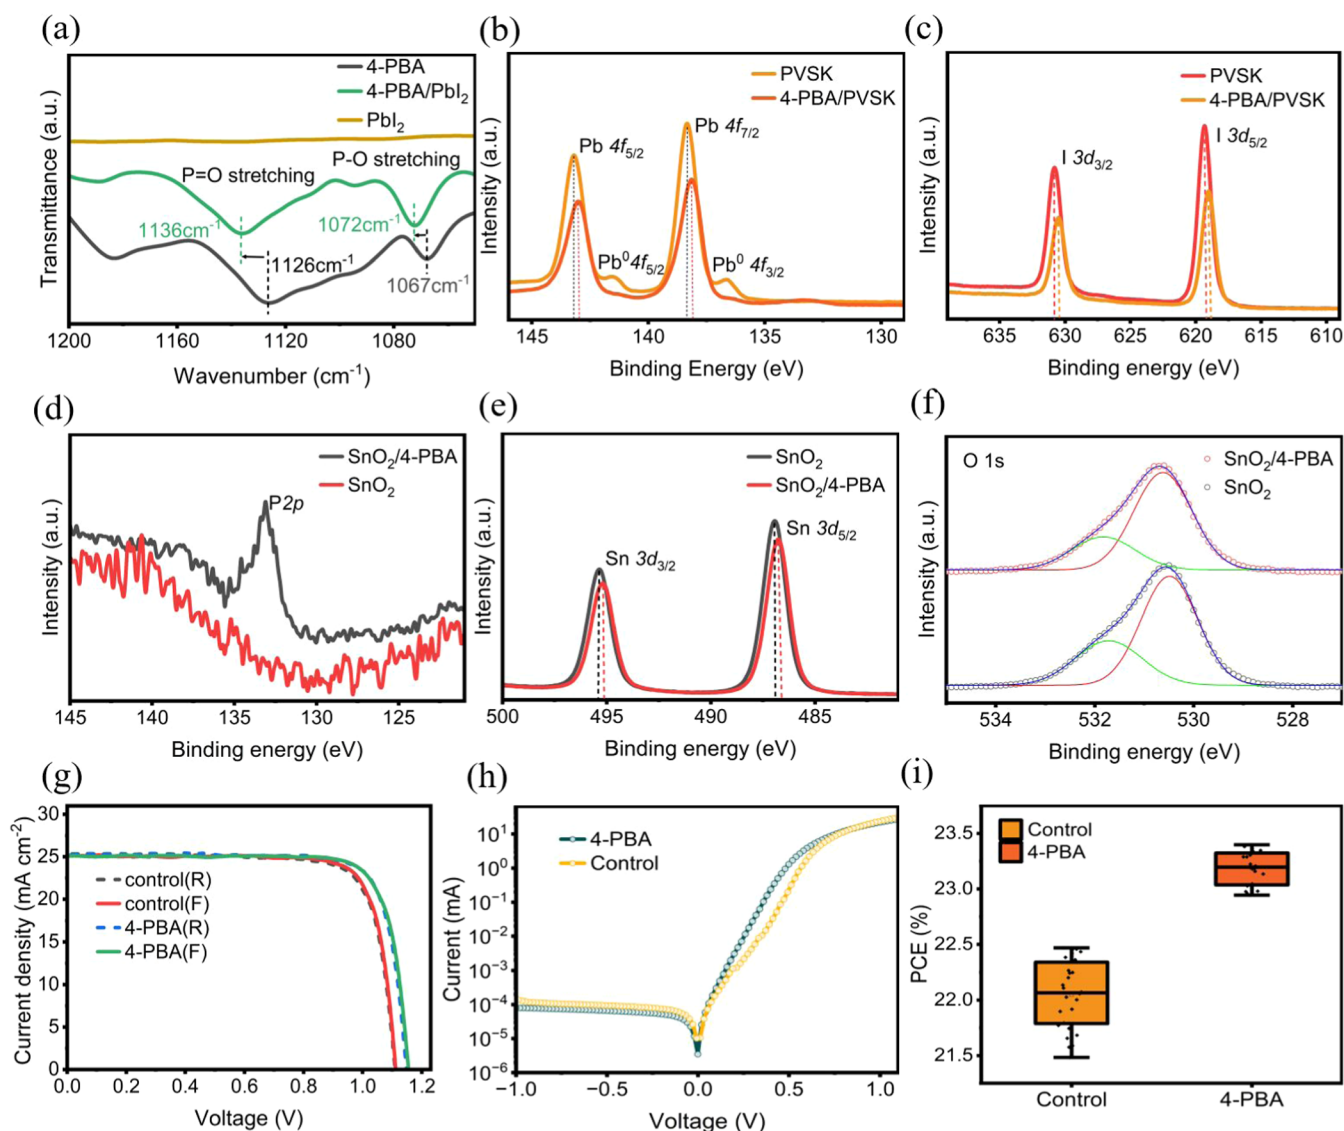 (a)
4-PBA
4-PBA/PbI₂
PbI₂
P=O stretching
P-O stretching
1136cm⁻¹
1126cm⁻¹
1072cm⁻¹
1067cm⁻¹
Transmittance (a.u.)
1200 1160 1120 1080
Wavenumber (cm⁻¹)
(b)
PVSK
4-PBA/PVSK
Pb 4f₅/₂
Pb 4f₇/₂
Pb⁰4f₅/₂
Pb⁰ 4f₃/₂
Intensity (a.u.)
145 140 135 130
Binding Energy (eV)
(c)
PVSK
4-PBA/PVSK
I 3d₃/₂
I 3d₅/₂
Intensity (a.u.)
635 630 625 620 615 610
Binding energy (eV)
(d)
SnO₂/4-PBA
SnO₂
P2p
Intensity (a.u.)
145 140 135 130 125
Binding energy (eV)
(e)
SnO₂
SnO₂/4-PBA
Sn 3d₃/₂
Sn 3d₅/₂
Intensity (a.u.)
500 495 490 485
Binding energy (eV)
(f)
O 1s
SnO₂/4-PBA
SnO₂
Intensity (a.u.)
534 532 530 528
Binding energy (eV)
(g)
30
25
20
15
10
5
0
control(R)
control(F)
4-PBA(R)
4-PBA(F)
Current density (mA cm⁻²)
0.0 0.2 0.4 0.6 0.8 1.0 1.2
Voltage (V)
(h)
10¹
10⁰
10⁻¹
10⁻²
10⁻³
10⁻⁴
10⁻⁵
10⁻⁶
4-PBA
Control
Current (mA)
−1.0 −0.5 0.0 0.5 1.0
Voltage (V)
(i)
23.5
23.0
22.5
22.0
21.5
Control
4-PBA
PCE (%)
Control 4-PBA